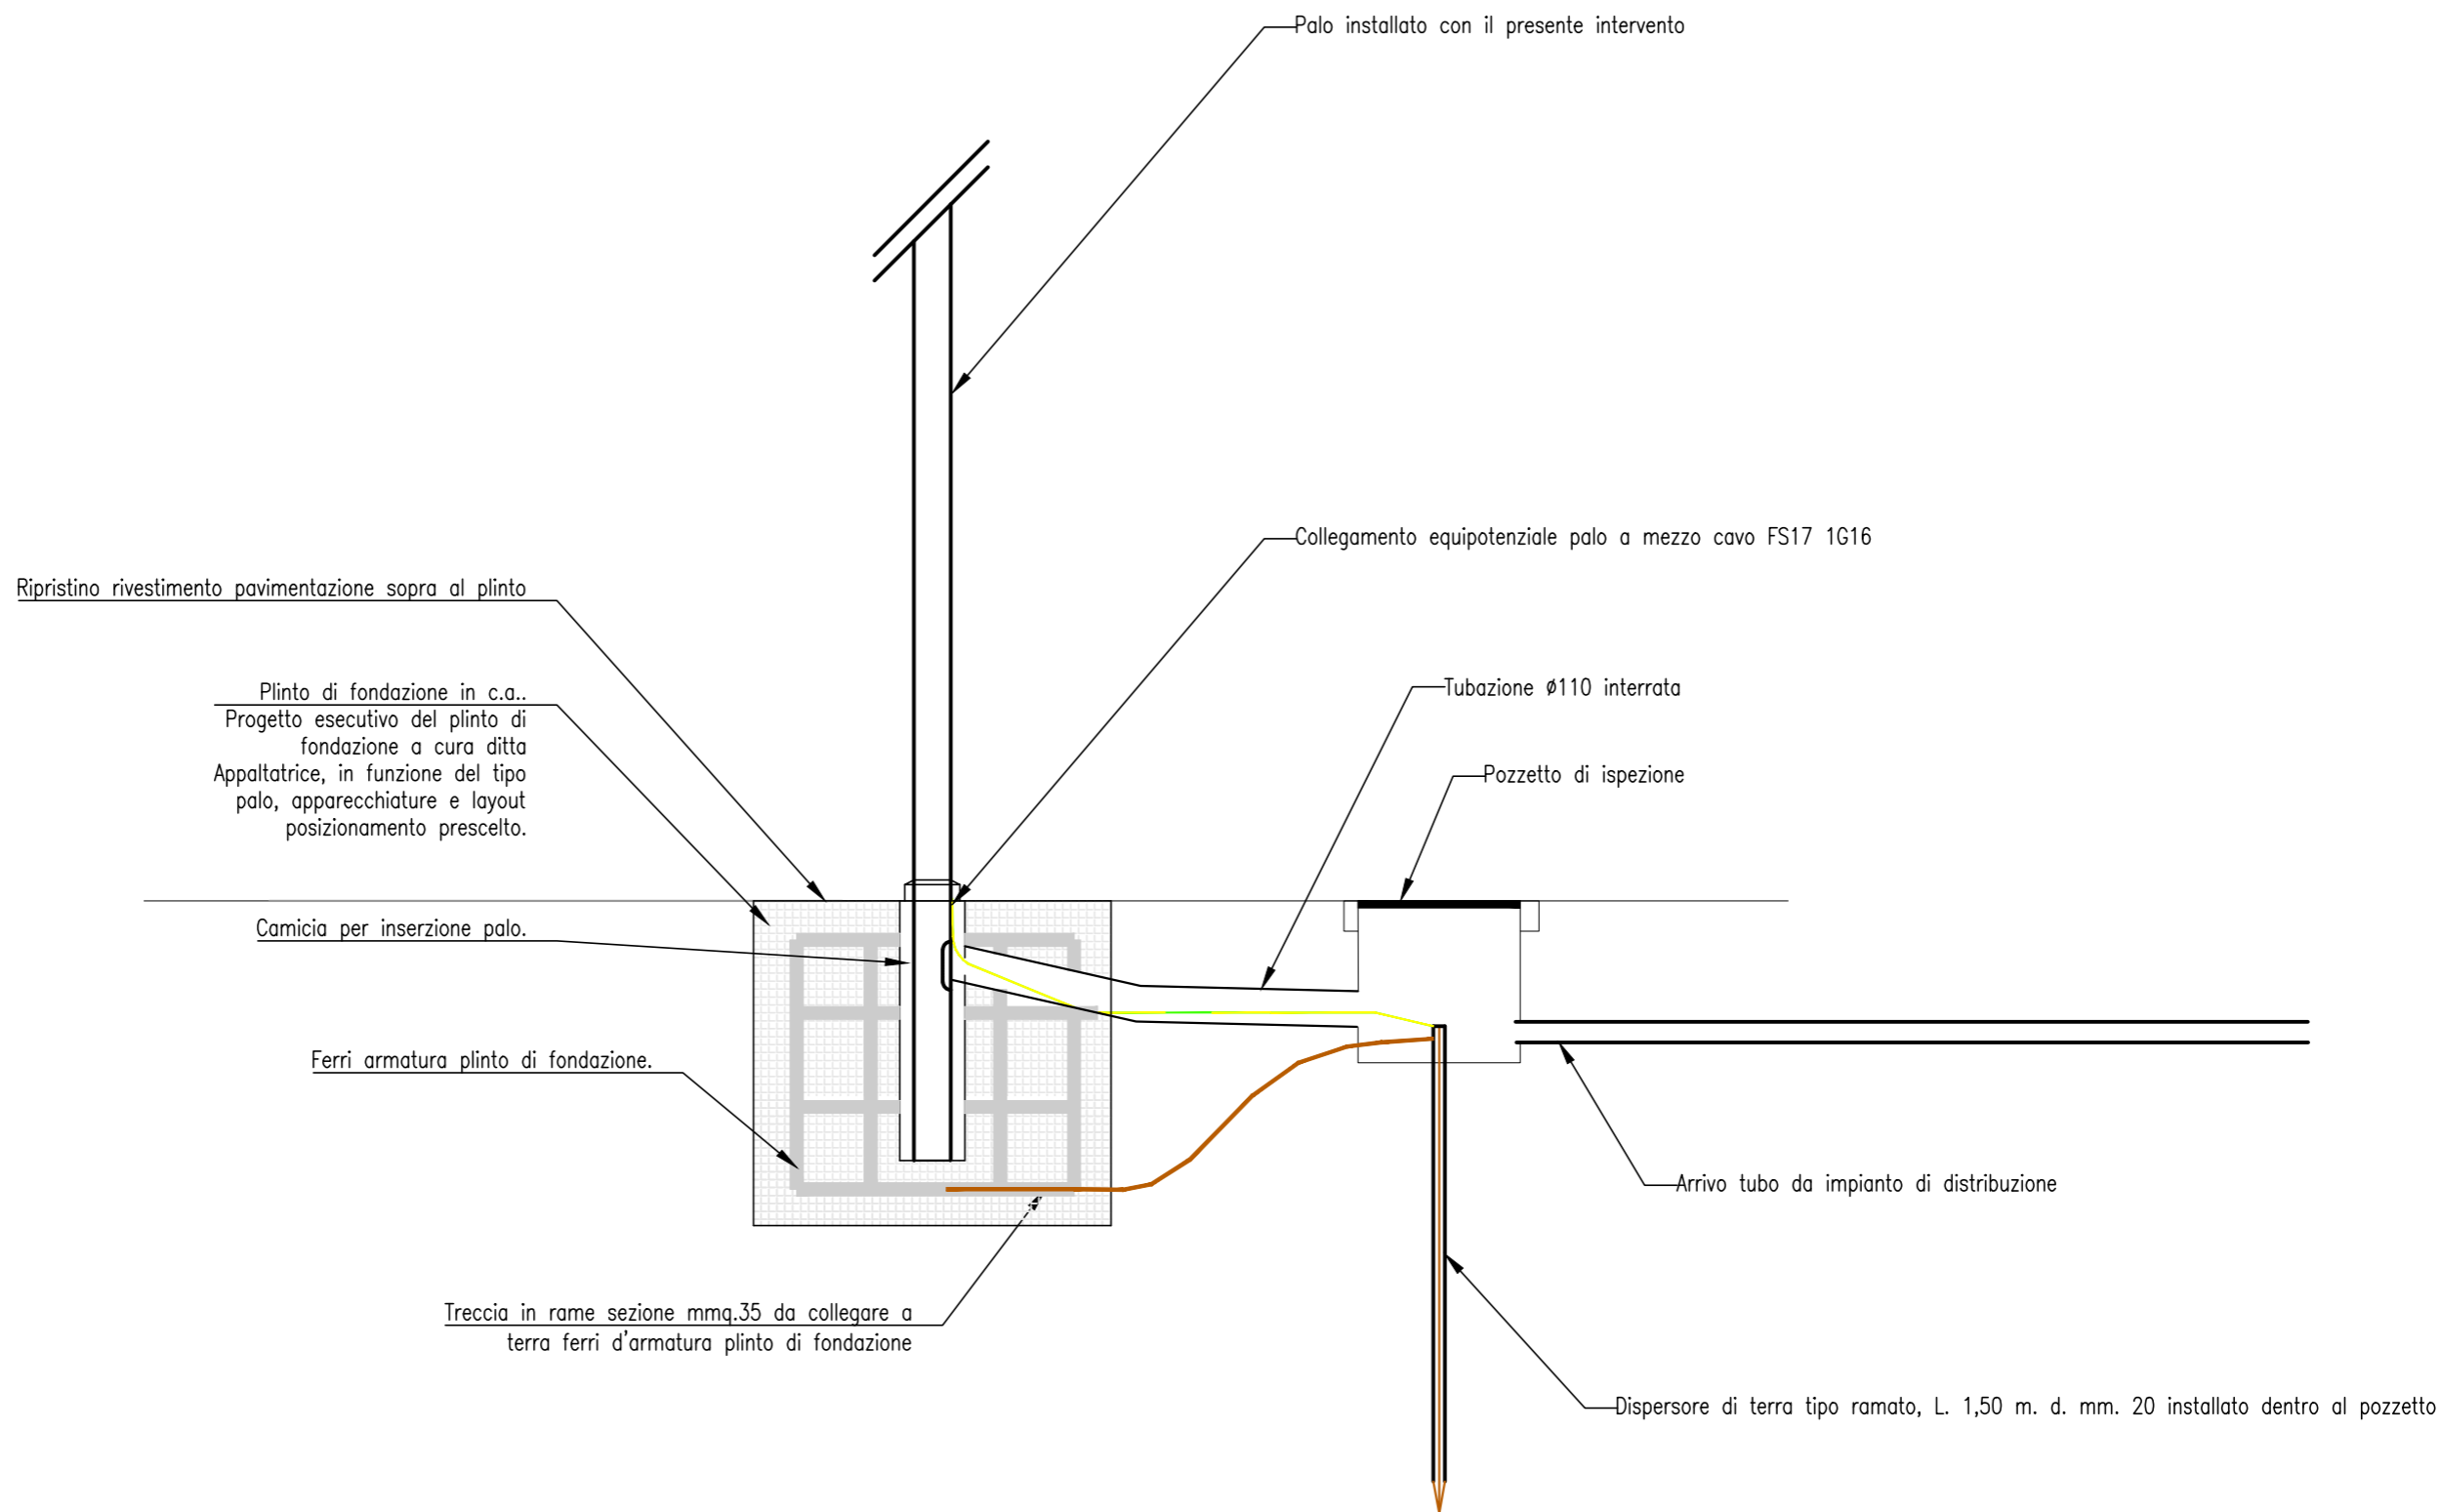 Palo installato con il presente intervento
Collegamento equipotenziale palo a mezzo cavo FS17 1G16
Ripristino rivestimento pavimentazione sopra al plinto
Plinto di fondazione in c.a..
Progetto esecutivo del plinto di
fondazione a cura ditta
Appaltatrice, in funzione del tipo
palo, apparecchiature e layout
posizionamento prescelto.
Tubazione ø110 interrata
Pozzetto di ispezione
Camicia per inserzione palo.
Ferri armatura plinto di fondazione.
Arrivo tubo da impianto di distribuzione
Treccia in rame sezione mmq.35 da collegare a
terra ferri d'armatura plinto di fondazione
Dispersore di terra tipo ramato, L. 1,50 m. d. mm. 20 installato dentro al pozzetto